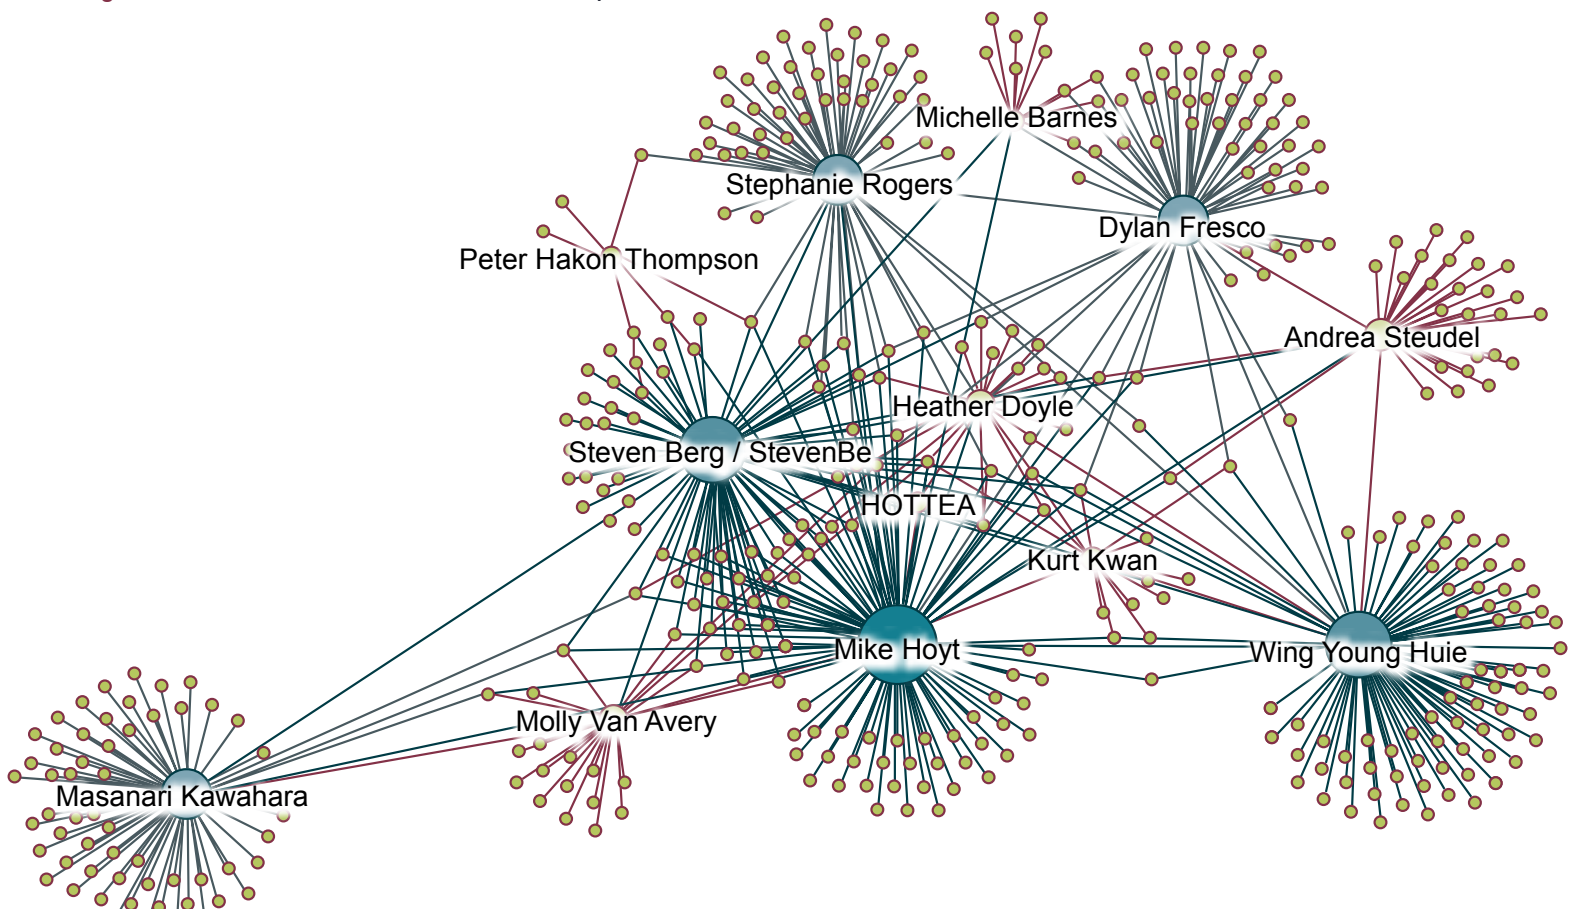 Michelle Barnes
Stephanie Rogers
Dylan Fresco
Peter Hakon Thompson
Andrea Steudel
Heather Doyle
Steven Berg / StevenBe
HOTTEA
Kurt Kwan
Mike Hoyt
Wing Young Huie
Molly Van Avery
Masanari Kawahara